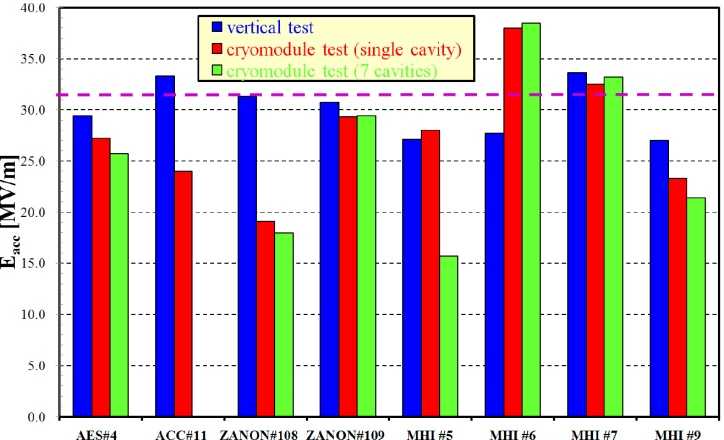 40.0
vertical test
cryomodule test (single cavity)
cryomodule test (7 cavities)
35.0
30.0
25.0
20.0
15.0
10.0
5.0
0.0
Eacc [MV/m]
AES#4 ACC#11 ZANON#108 ZANON#109 MHI #5 MHI #6 MHI #7 MHI #9